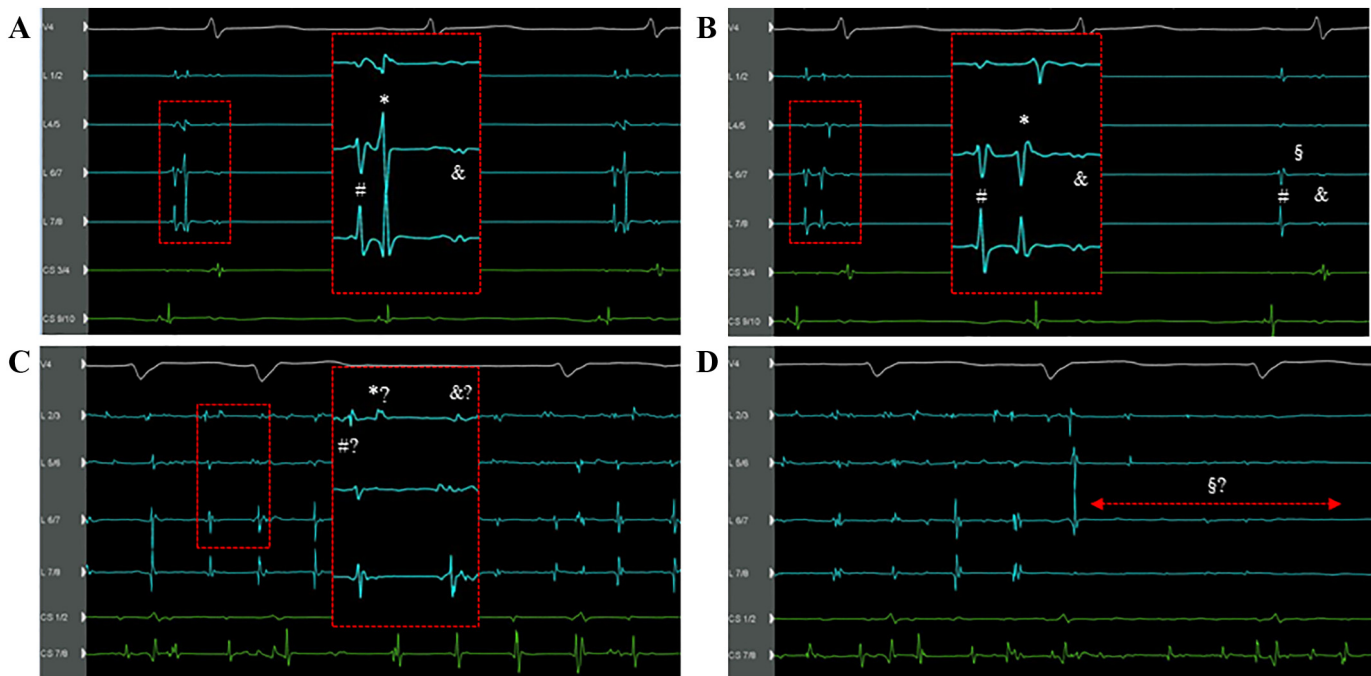 A
V4
L 1/2
L4/5
L 6/7
L 7/8
CS 3/4
CS 9/10
*
#
&
B
V4
L 1/2
L4/5
L 6/7
L 7/8
CS 3/4
CS 9/10
*
#
&
§
#
&
C
V4
L 2/3
L 5/6
L 6/7
L 7/8
CS 1/2
CS 7/8
*?
&?
#?
D
V4
L 2/3
L 5/6
L 6/7
L 7/8
CS 1/2
CS 7/8
§?